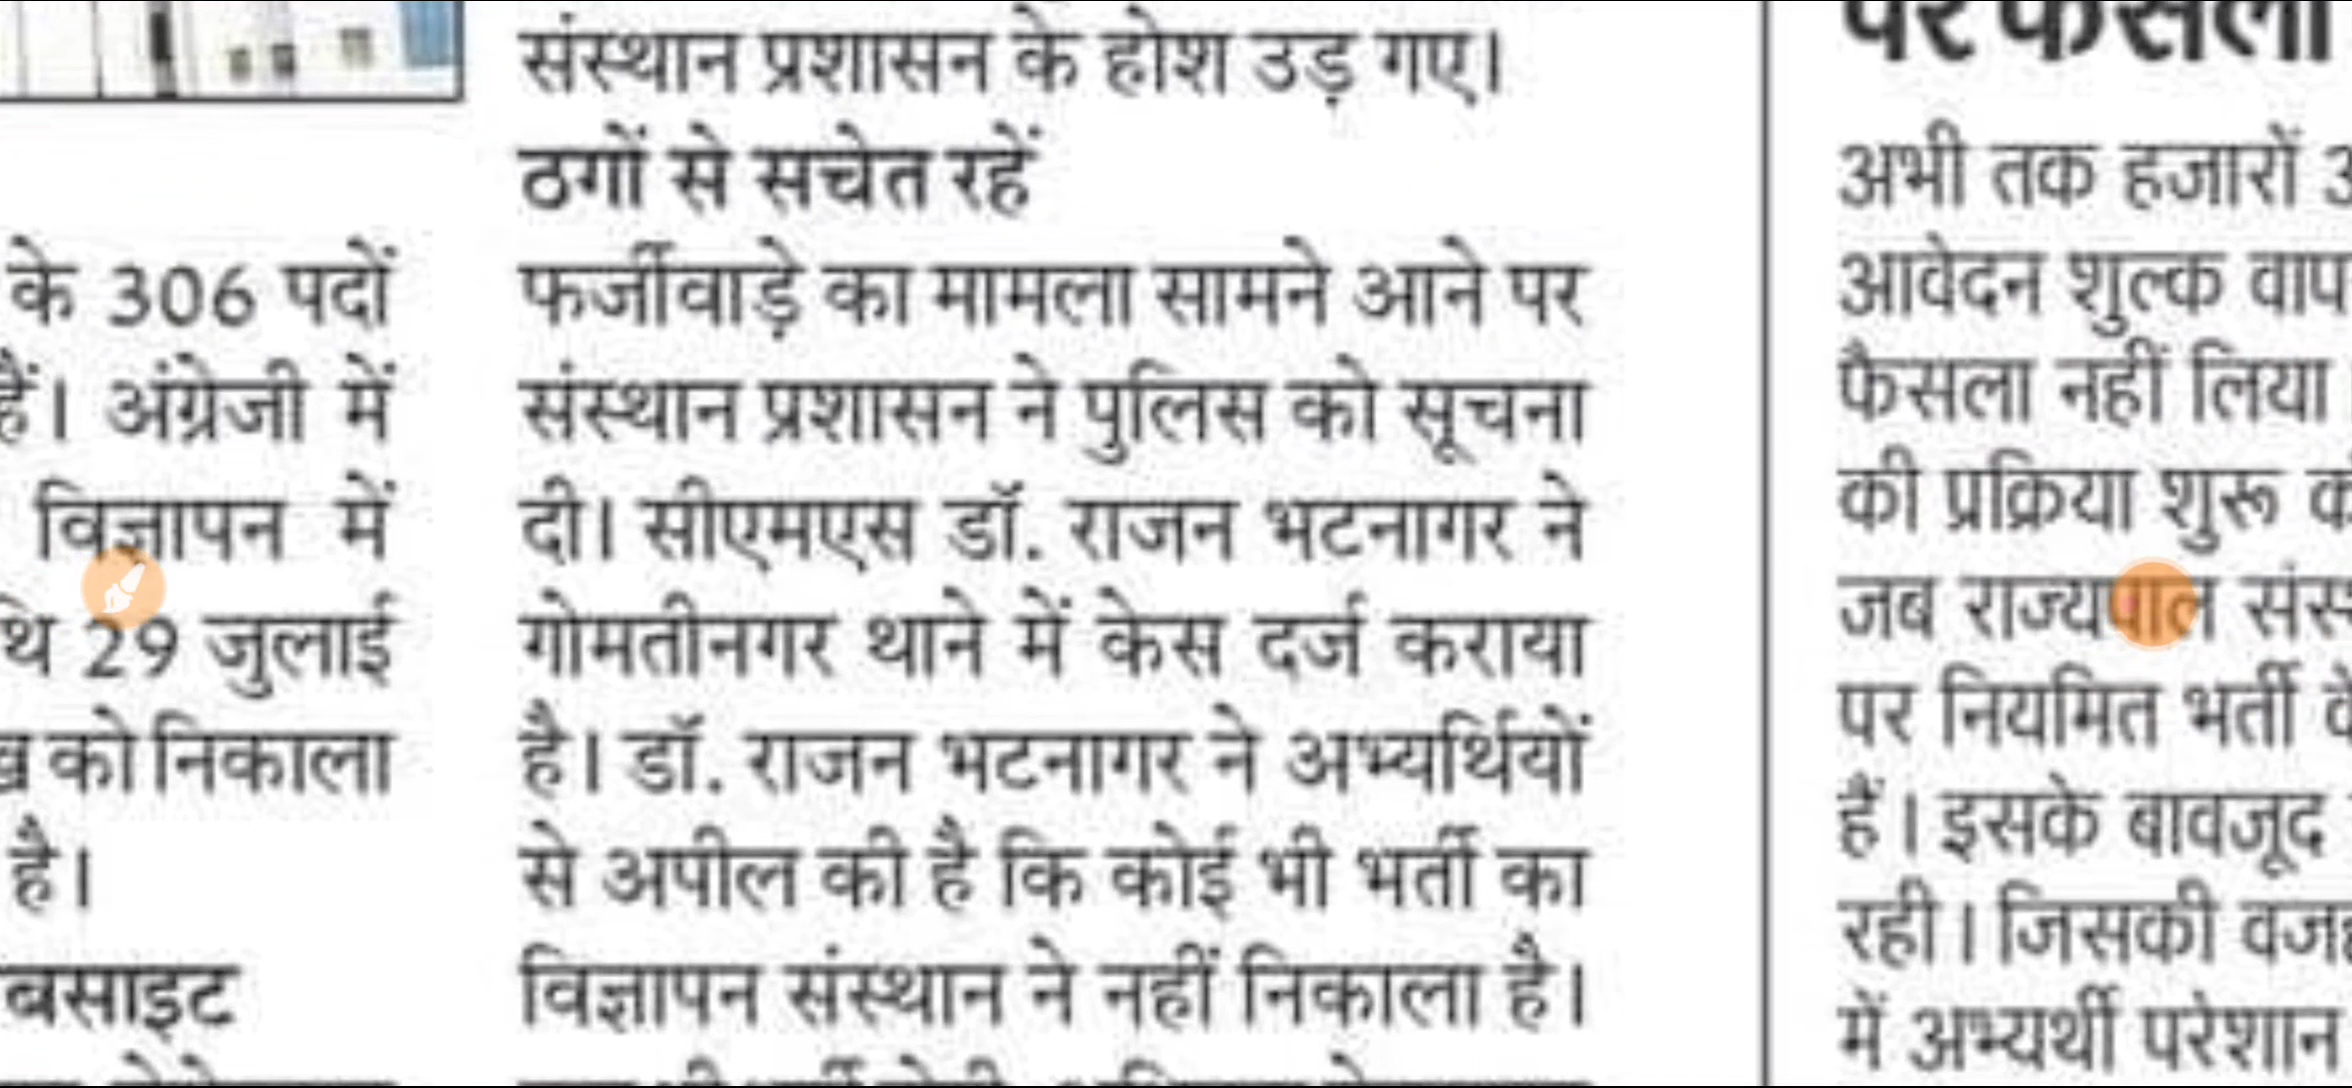 के 306 पदों
हैं। अंग्रेजी में
विज्ञापन में
29 जुलाई
को निकाला
है।
संस्थान प्रशासन के होश उड़ गए।
ठगों से सचेत रहें
फर्जीवाड़े का मामला सामने आने पर
संस्थान प्रशासन ने पुलिस को सूचना
दी। सीएमएस डॉ. राजन भटनागर ने
गोमतीनगर थाने में केस दर्ज कराया
है। डॉ. राजन भटनागर ने अभ्यर्थियों
से अपील की है कि कोई भी भर्ती का
विज्ञापन संस्थान ने नहीं निकाला है।
पर फैसला
अभी तक हजारों
आवेदन शुल्क
फैसला नहीं लिया
की प्रक्रिया शुरू
जब राज्यपाल
पर नियमित भर्ती
हैं। इसके बावजूद
रही। जिसकी
में अभ्यर्थी परेशान